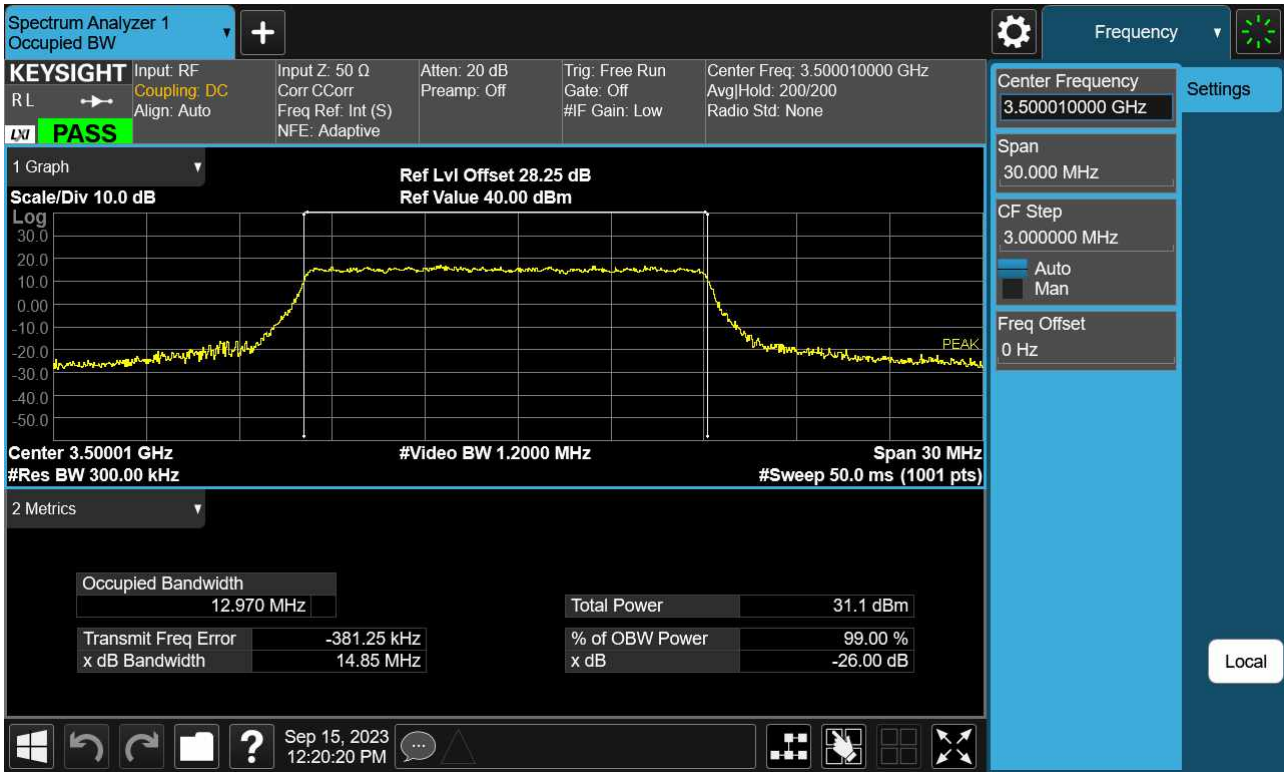 Spectrum Analyzer 1
Occupied BW
Frequency
KEYSIGHT
RL
LXI
PASS
Input: RF
Coupling: DC
Align: Auto
Input Z: 50 Ω
Corr CCorr
Freq Ref: Int (S)
NFE: Adaptive
Atten: 20 dB
Preamp: Off
Trig: Free Run
Gate: Off
#IF Gain: Low
Center Freq: 3.500010000 GHz
Avg|Hold: 200/200
Radio Std: None
Center Frequency
3.500010000 GHz
Settings
Span
30.000 MHz
CF Step
3.000000 MHz
Auto
Man
Freq Offset
0 Hz
Local
1 Graph
Ref Lvl Offset 28.25 dB
Scale/Div 10.0 dB
Ref Value 40.00 dBm
Log
30.0
20.0
10.0
0.00
-10.0
-20.0
-30.0
-40.0
-50.0
PEAK
Center 3.50001 GHz
#Video BW 1.2000 MHz
Span 30 MHz
#Res BW 300.00 kHz
#Sweep 50.0 ms (1001 pts)
2 Metrics
Occupied Bandwidth
12.970 MHz
Total Power 31.1 dBm
Transmit Freq Error -381.25 kHz
% of OBW Power 99.00 %
x dB Bandwidth 14.85 MHz
x dB -26.00 dB
Sep 15, 2023
12:20:20 PM